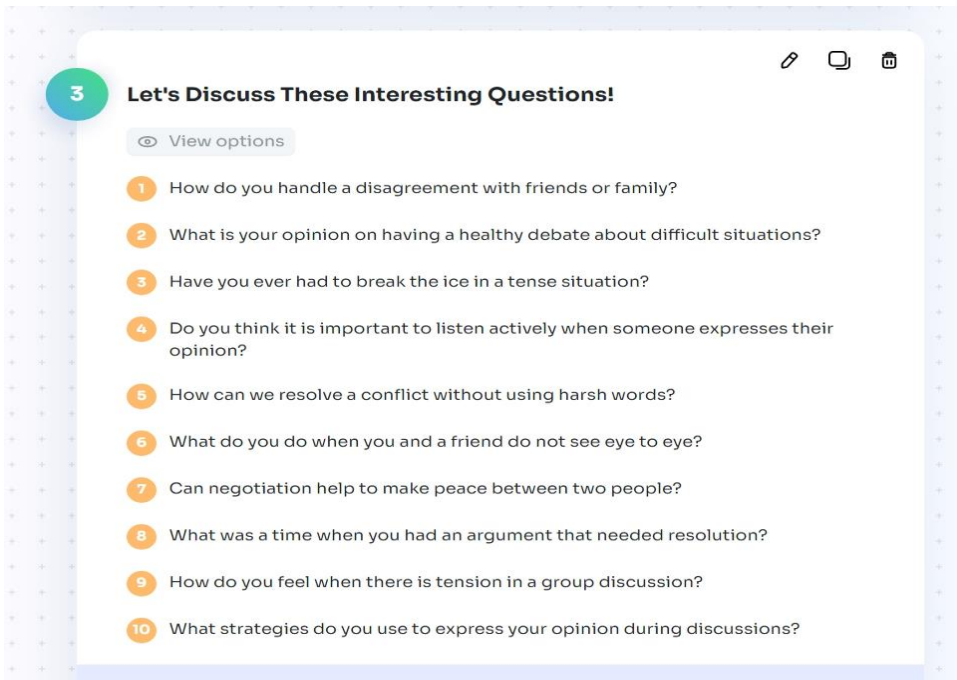 3
Let's Discuss These Interesting Questions!
View options
1 How do you handle a disagreement with friends or family?
2 What is your opinion on having a healthy debate about difficult situations?
3 Have you ever had to break the ice in a tense situation?
4 Do you think it is important to listen actively when someone expresses their
opinion?
5 How can we resolve a conflict without using harsh words?
6 What do you do when you and a friend do not see eye to eye?
7 Can negotiation help to make peace between two people?
8 What was a time when you had an argument that needed resolution?
9 How do you feel when there is tension in a group discussion?
10 What strategies do you use to express your opinion during discussions?